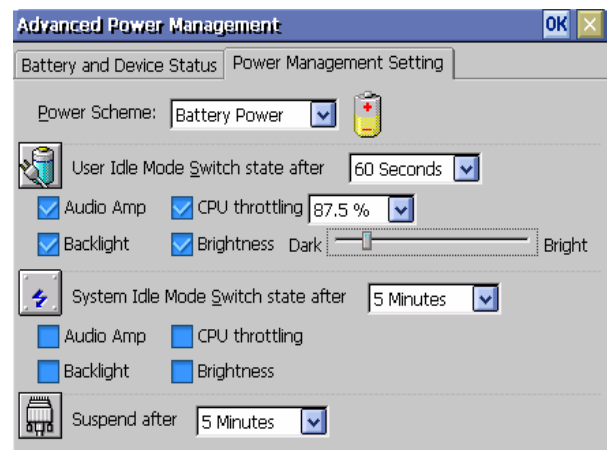 Advanced Power Management OK
Battery and Device Status Power Management Setting
Power Scheme: Battery Power
User Idle Mode Switch state after 60 Seconds
Audio Amp CPU throttling 87.5 %
Backlight Brightness Dark Bright
System Idle Mode Switch state after 5 Minutes
Audio Amp CPU throttling
Backlight Brightness
Suspend after 5 Minutes